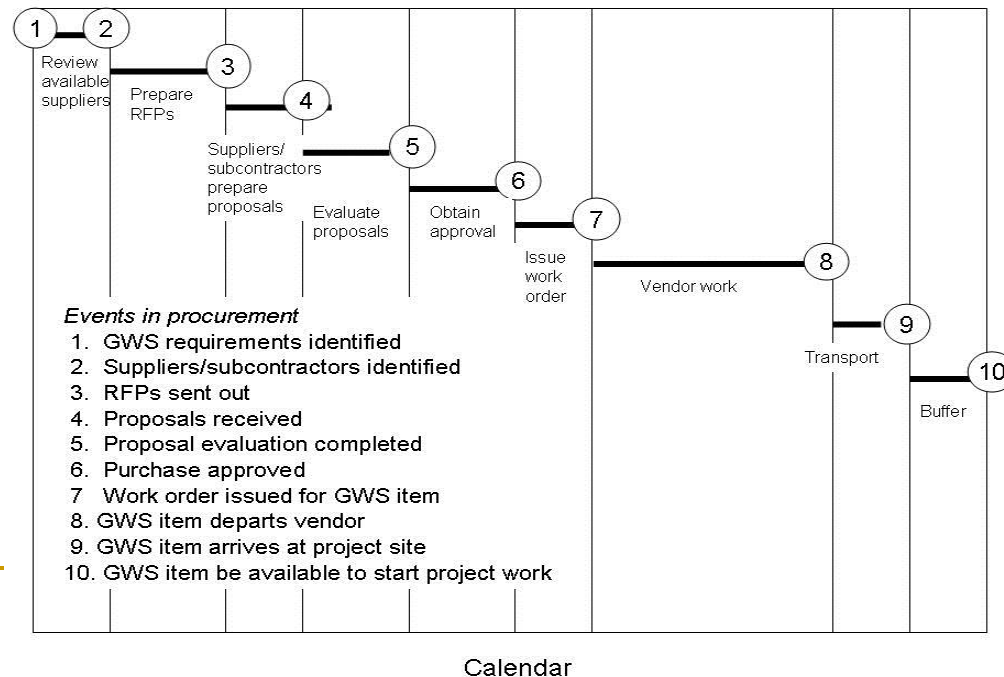 1
2
Review
available
suppliers
3
Prepare
RFPs
4
Suppliers/
subcontractors
prepare
proposals
5
Evaluate
proposals
6
Obtain
approval
7
Issue
work
order
8
Vendor work
9
Transport
10
Buffer
Events in procurement
1. GWS requirements identified
2. Suppliers/subcontractors identified
3. RFPs sent out
4. Proposals received
5. Proposal evaluation completed
6. Purchase approved
7 Work order issued for GWS item
8. GWS item departs vendor
9. GWS item arrives at project site
10. GWS item be available to start project work
Calendar